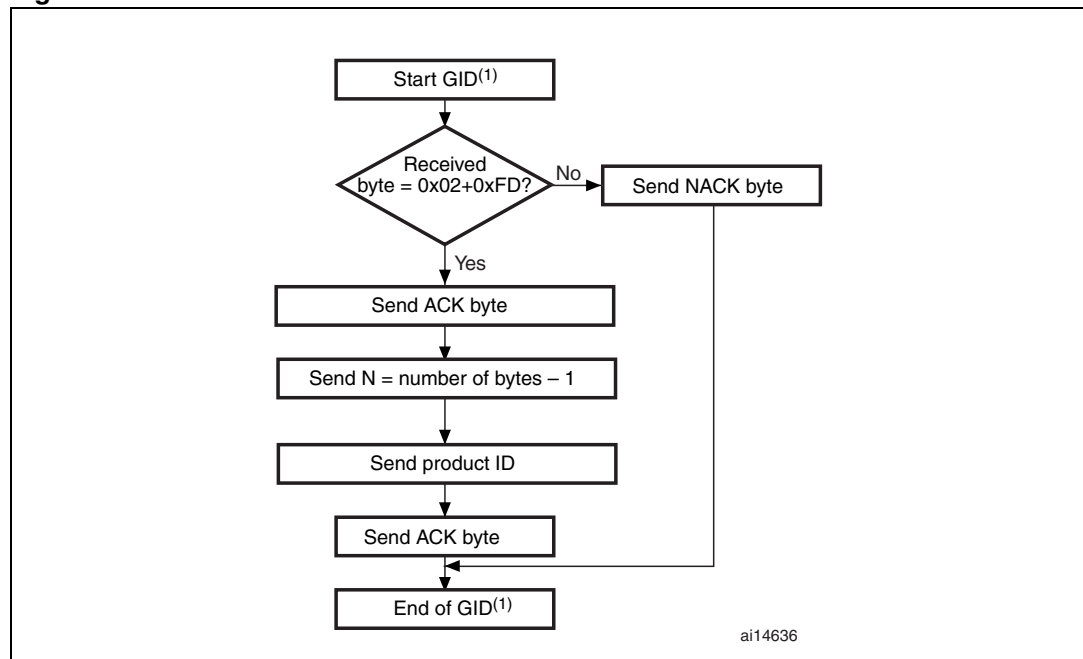 Start GID(1)
Received
byte = 0x02+0xFD?
No
Send NACK byte
Yes
Send ACK byte
Send N = number of bytes – 1
Send product ID
Send ACK byte
End of GID(1)
ai14636